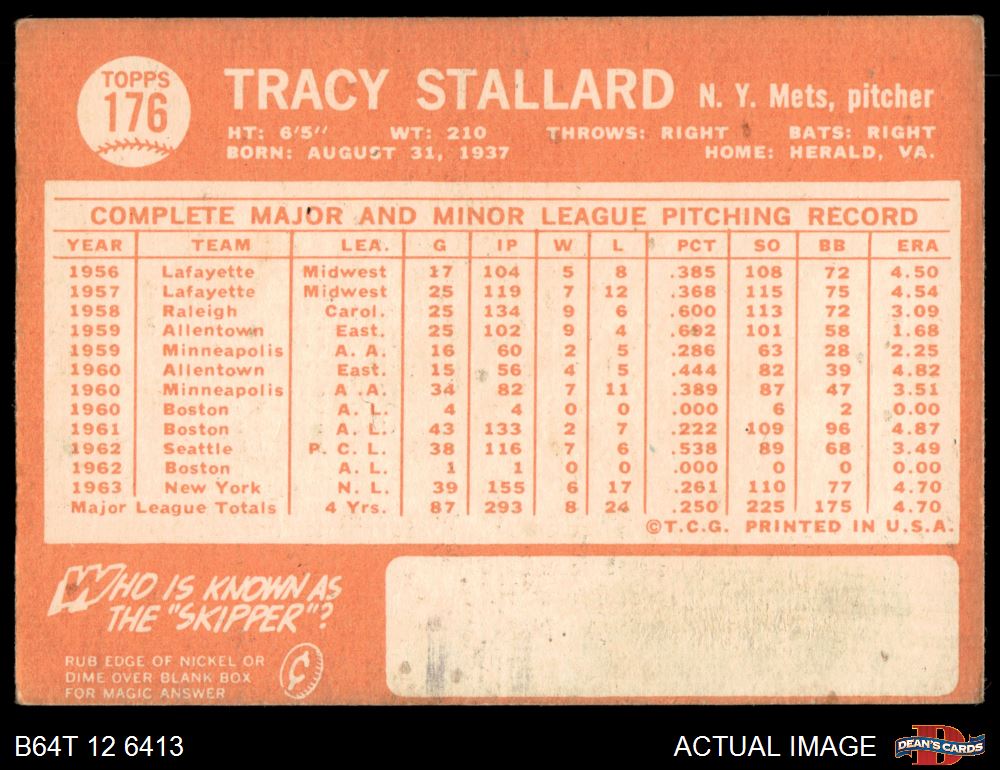 TOPPS
176
TRACY STALLARD N. Y. Mets, pitcher
HT: 6'5" WT: 210 THROWS: RIGHT BATS: RIGHT
BORN: AUGUST 31, 1937 HOME: HERALD, VA.
COMPLETE MAJOR AND MINOR LEAGUE PITCHING RECORD
YEAR TEAM LEA. G IP W L PCT SO BB ERA
1956 Lafayette Midwest 17 104 5 8 .385 108 72 4.50
1957 Lafayette Midwest 25 119 7 12 .368 115 75 4.54
1958 Raleigh Carol. 25 134 9 6 .600 113 72 3.09
1959 Allentown East. 25 102 9 4 .692 101 58 1.68
1959 Minneapolis A. A. 16 60 2 5 .286 63 28 2.25
1960 Allentown East. 15 56 4 5 .444 82 39 4.82
1960 Minneapolis A .A. 34 82 7 11 .389 87 47 3.51
1960 Boston A. L. 4 4 0 0 .000 6 2 0.00
1961 Boston A. L. 43 133 2 7 .222 109 96 4.87
1962 Seattle P. C. L. 38 116 7 6 .538 89 68 3.49
1962 Boston A. L. 1 1 0 0 .000 0 0 0.00
1963 New York N. L. 39 155 6 17 .261 110 77 4.70
Major League Totals 4 Yrs. 87 293 8 24 .250 225 175 4.70
©T.C.G. PRINTED IN U.S.A.
WHO IS KNOWN AS
THE "SKIPPER"?
RUB EDGE OF NICKEL OR
DIME OVER BLANK BOX
FOR MAGIC ANSWER
¢
B64T 12 6413 ACTUAL IMAGE D DEAN'S CARDS